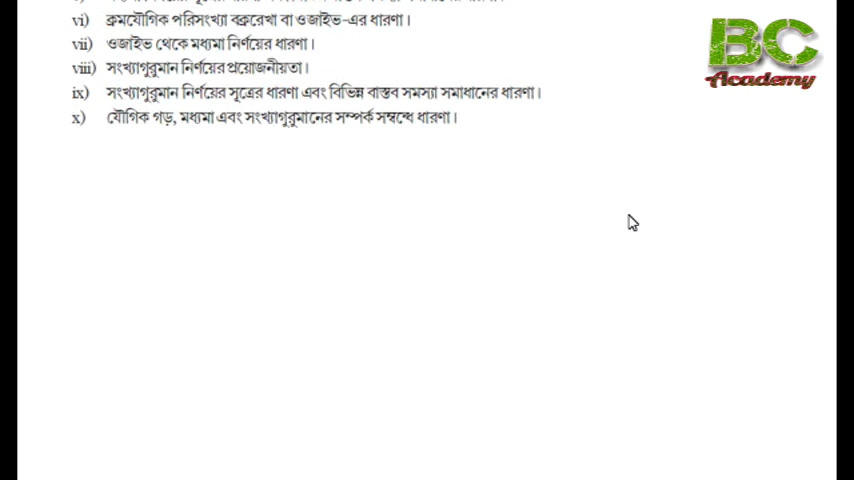 vi) ক্রমযৌগিক পরিসংখ্যা বক্ররেখা বা ওজাইভ-এর ধারণা।
vii) ওজাইভ থেকে মধ্যমা নির্ণয়ের ধারণা।
viii) সংখ্যাগুরুমান নির্ণয়ের প্রয়োজনীয়তা।
ix) সংখ্যাগুরুমান নির্ণয়ের সূত্রের ধারণা এবং বিভিন্ন বাস্তব সমস্যা সমাধানের ধারণা।
x) যৌগিক গড়, মধ্যমা এবং সংখ্যাগুরুমানের সম্পর্ক সম্বন্ধে ধারণা।
BC
Academy